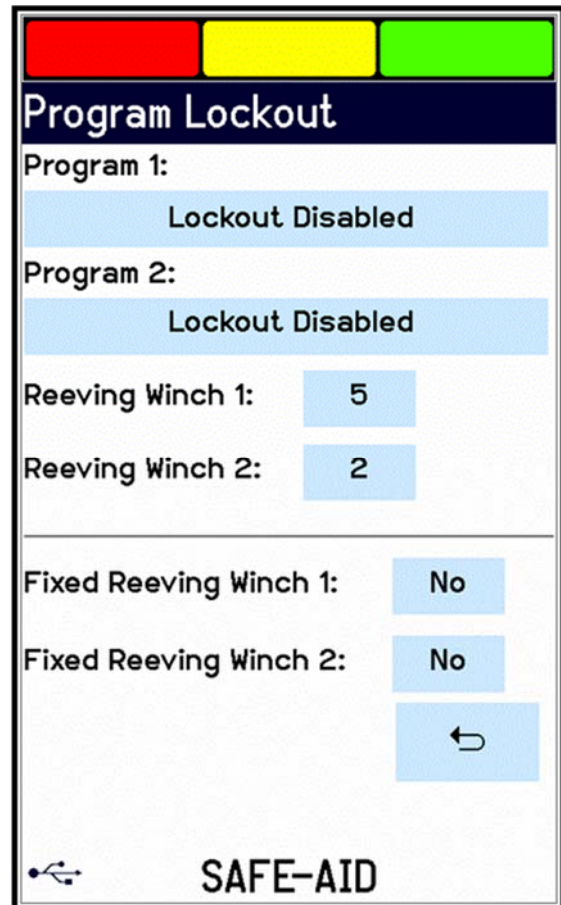 Program Lockout
Program 1:
Lockout Disabled
Program 2:
Lockout Disabled
Reeving Winch 1: 5
Reeving Winch 2: 2
Fixed Reeving Winch 1: No
Fixed Reeving Winch 2: No
SAFE-AID